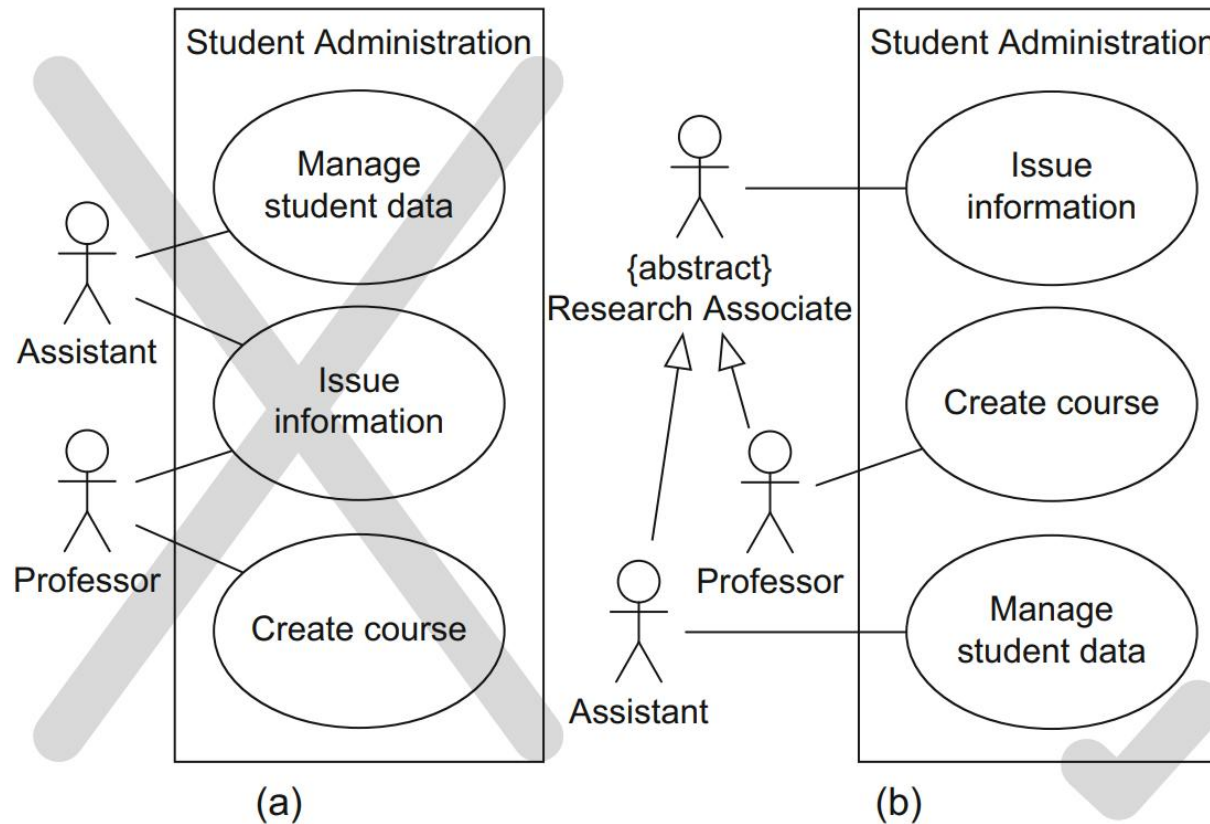 Student Administration
Manage
student data
Assistant
Issue
information
Professor
Create course
(a)
Student Administration
Issue
information
{abstract}
Research Associate
Create course
Professor
Manage
student data
Assistant
(b)